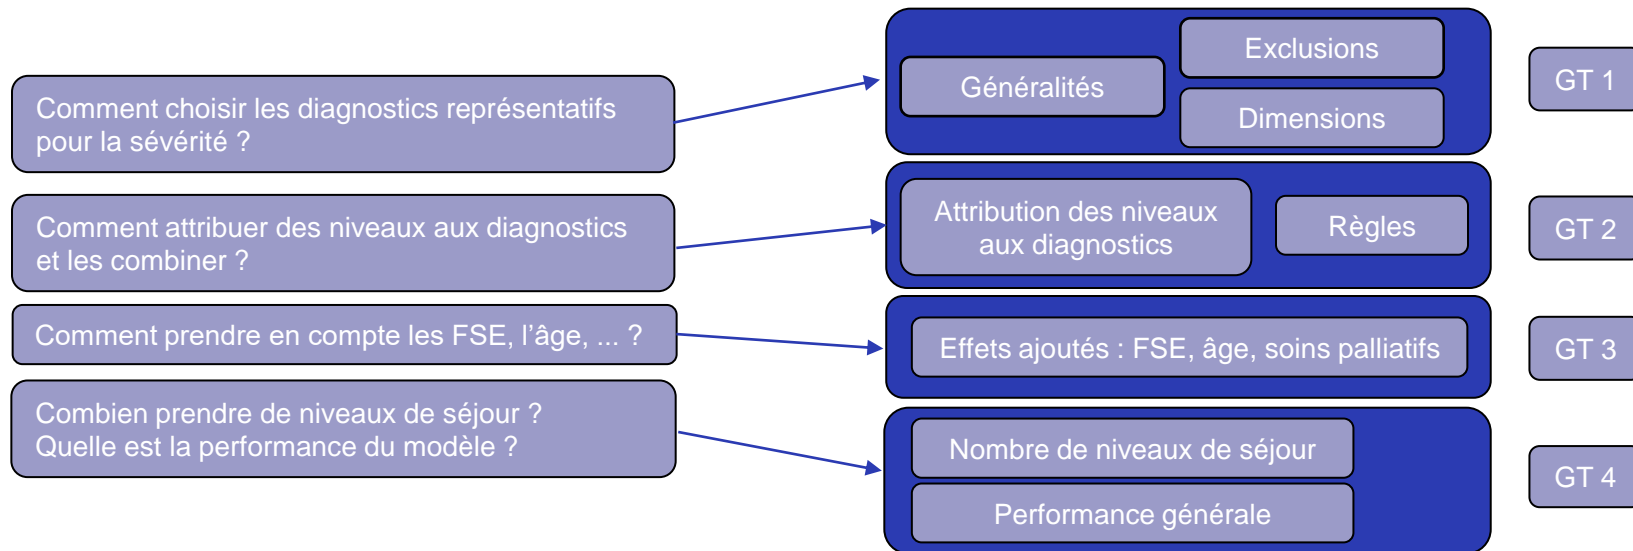 Comment choisir les diagnostics représentatifs
pour la sévérité ?
Généralités
Exclusions
Dimensions
GT 1
Comment attribuer des niveaux aux diagnostics
et les combiner ?
Attribution des niveaux
aux diagnostics
Règles
GT 2
Comment prendre en compte les FSE, l'âge, ... ?
Effets ajoutés : FSE, âge, soins palliatifs
GT 3
Combien prendre de niveaux de séjour ?
Quelle est la performance du modèle ?
Nombre de niveaux de séjour
Performance générale
GT 4